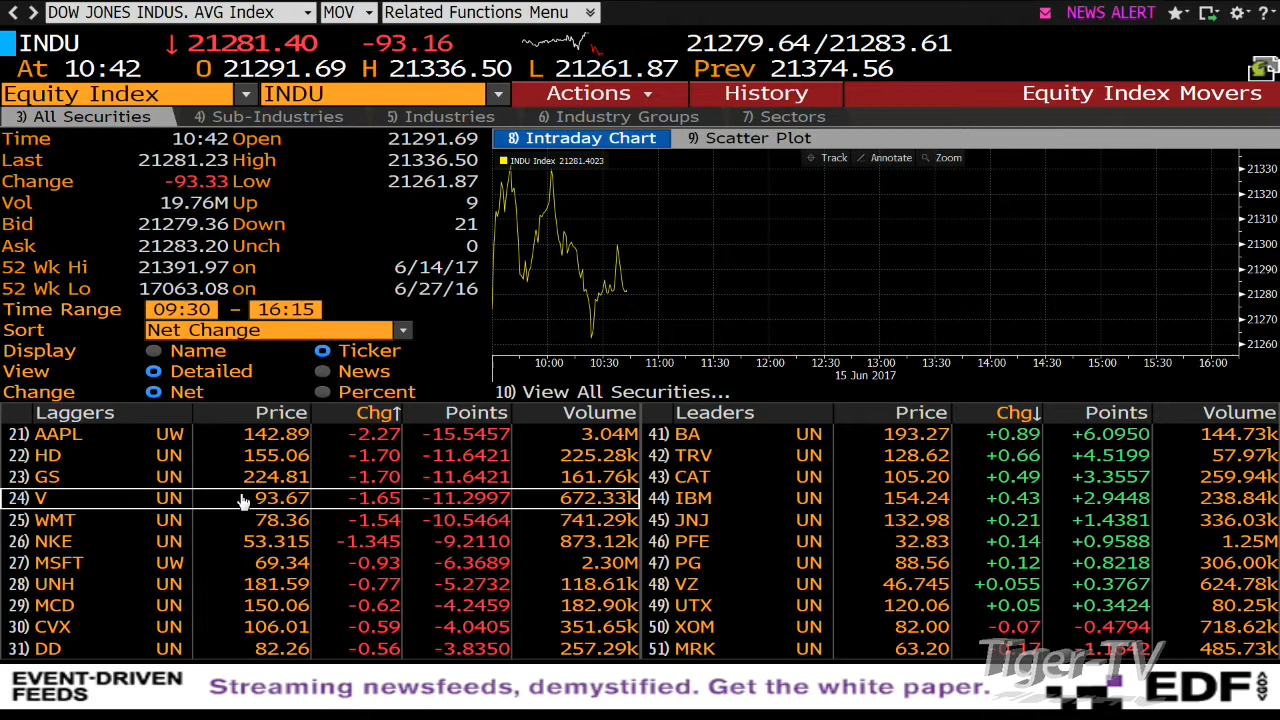 DOW JONES INDUS. AVG Index MOV Related Functions Menu NEWS ALERT ?
INDU ↓ 21281.40 -93.16 21279.64/21283.61
At 10:42 O 21291.69 H 21336.50 L 21261.87 Prev 21374.56
Equity Index INDU Actions History Equity Index Movers
3) All Securities 4) Sub-Industries 5) Industries 6) Industry Groups 7) Sectors
Time 10:42 Open 21291.69
Last 21281.23 High 21336.50
Change -93.33 Low 21261.87
Vol 19.76M Up 9
Bid 21279.36 Down 21
Ask 21283.20 Unch 0
52 Wk Hi 21391.97 on 6/14/17
52 Wk Lo 17063.08 on 6/27/16
Time Range 09:30 - 16:15
Sort Net Change
Display Name Ticker
View Detailed News
Change Net Percent
8) Intraday Chart 9) Scatter Plot
Track Annotate Zoom
INDU Index 21281.4023
21330
21320
21310
21300
21290
21280
21270
21260
10:00 10:30 11:00 11:30 12:00 12:30 13:00 13:30 14:00 14:30 15:00 15:30 16:00
15 Jun 2017
10) View All Securities...
Laggers Price Chg↑ Points Volume Leaders Price Chg↓ Points Volume
21) AAPL UW 142.89 -2.27 -15.5457 3.04M 41) BA UN 193.27 +0.89 +6.0950 144.73k
22) HD UN 155.06 -1.70 -11.6421 225.28k 42) TRV UN 128.62 +0.66 +4.5199 57.97k
23) GS UN 224.81 -1.70 -11.6421 161.76k 43) CAT UN 105.20 +0.49 +3.3557 259.94k
24) V UN 93.67 -1.65 -11.2997 672.33k 44) IBM UN 154.24 +0.43 +2.9448 238.84k
25) WMT UN 78.36 -1.54 -10.5464 741.29k 45) JNJ UN 132.98 +0.21 +1.4381 336.03k
26) NKE UN 53.315 -1.345 -9.2110 873.12k 46) PFE UN 32.83 +0.14 +0.9588 1.25M
27) MSFT UW 69.34 -0.93 -6.3689 2.30M 47) PG UN 88.56 +0.12 +0.8218 306.00k
28) UNH UN 181.59 -0.77 -5.2732 118.61k 48) VZ UN 46.745 +0.055 +0.3767 624.78k
29) MCD UN 150.06 -0.62 -4.2459 182.90k 49) UTX UN 120.06 +0.05 +0.3424 80.25k
30) CVX UN 106.01 -0.59 -4.0405 351.65k 50) XOM UN 82.00 -0.07 -0.4794 718.62k
31) DD UN 82.26 -0.56 -3.8350 257.29k 51) MRK UN 63.20 -0.17 -1.1642 485.73k
Tiger-TV
EVENT-DRIVEN
FEEDS
Streaming newsfeeds, demystified. Get the white paper.
EDF